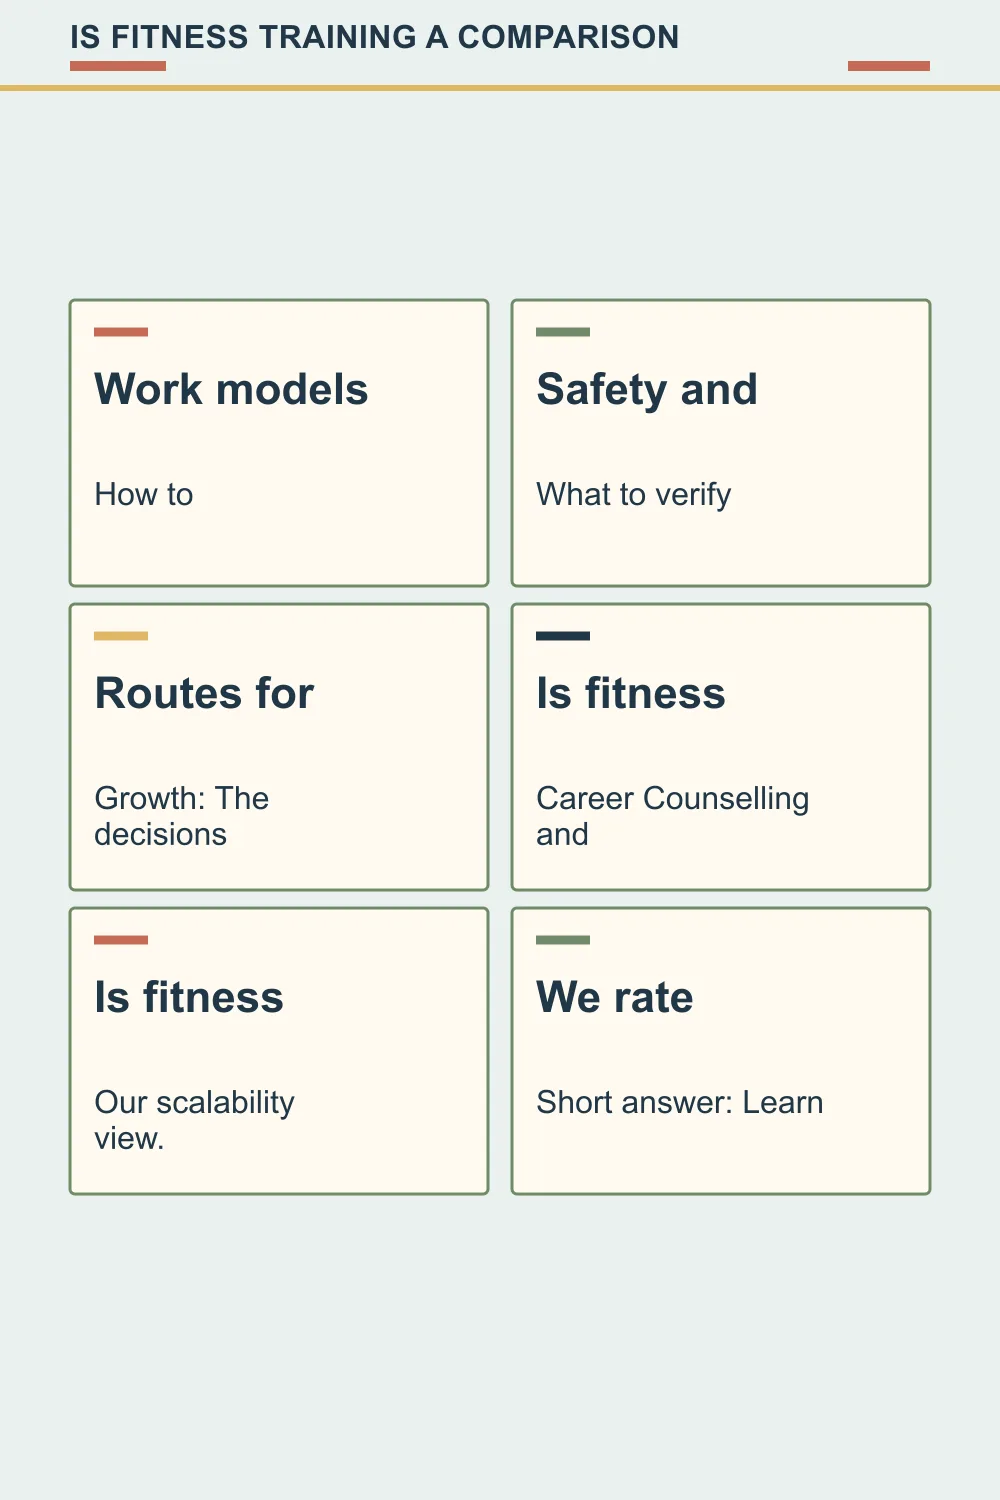 IS FITNESS TRAINING A COMPARISON
Work models
How to
Safety and
What to verify
Routes for
Growth: The
decisions
Is fitness
Career Counselling
and
Is fitness
Our scalability
view.
We rate
Short answer: Learn